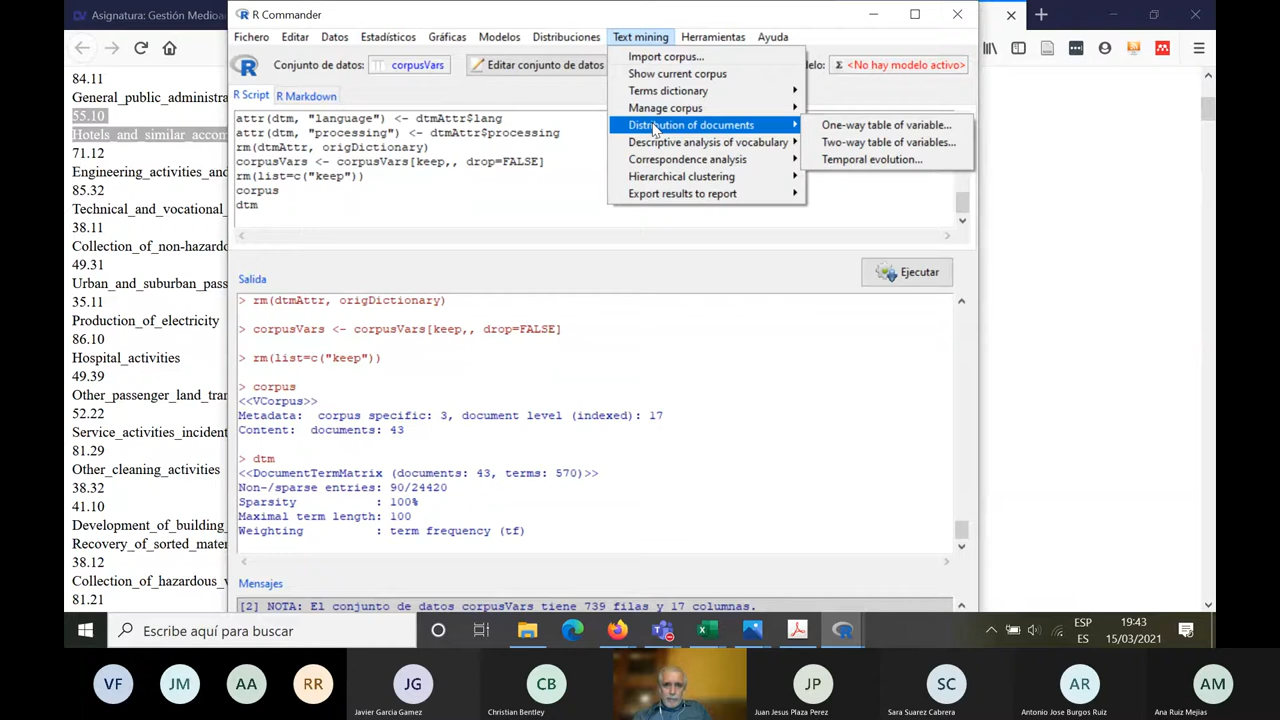 Asignatura: Gestión Medioa
R Commander
Fichero Editar Datos Estadísticos Gráficas Modelos Distribuciones Text mining Herramientas Ayuda
Conjunto de datos: corpusVars Editar conjunto de datos
<No hay modelo activo>
R Script R Markdown
Import corpus...
Show current corpus
Terms dictionary
Manage corpus
Distribution of documents
Descriptive analysis of vocabulary
Correspondence analysis
Hierarchical clustering
Export results to report
One-way table of variable...
Two-way table of variables...
Temporal evolution...
attr(dtm, "language") <- dtmAttr$lang
attr(dtm, "processing") <- dtmAttr$processing
rm(dtmAttr, origDictionary)
corpusVars <- corpusVars[keep,, drop=FALSE]
rm(list=c("keep"))
corpus
dtm
Ejecutar
Salida
> rm(dtmAttr, origDictionary)
> corpusVars <- corpusVars[keep,, drop=FALSE]
> rm(list=c("keep"))
> corpus
<<VCorpus>>
Metadata: corpus specific: 3, document level (indexed): 17
Content: documents: 43
> dtm
<<DocumentTermMatrix (documents: 43, terms: 570)>>
Non-/sparse entries: 90/24420
Sparsity : 100%
Maximal term length: 100
Weighting : term frequency (tf)
Mensajes
[2] NOTA: El conjunto de datos corpusVars tiene 739 filas y 17 columnas.
84.11
General_public_administra
55.10
Hotels_and_similar_accom
71.12
Engineering_activities_an
85.32
Technical_and_vocational_
38.11
Collection_of_non-hazardo
49.31
Urban_and_suburban_pas
35.11
Production_of_electricity
86.10
Hospital_activities
49.39
Other_passenger_land_tra
52.22
Service_activities_incident
81.29
Other_cleaning_activities
38.32
41.10
Development_of_building_
Recovery_of_sorted_mate
38.12
Collection_of_hazardous_
81.21
Escribe aquí para buscar
ESP
ES
19:43
15/03/2021
VF JM AA RR JG CB JP SC AR AM
Javier Garcia Gamez
Christian Bentley
Juan Jesus Plaza Perez
Sara Suarez Cabrera
Antonio Jose Burgos Ruiz
Ana Ruiz Mejias